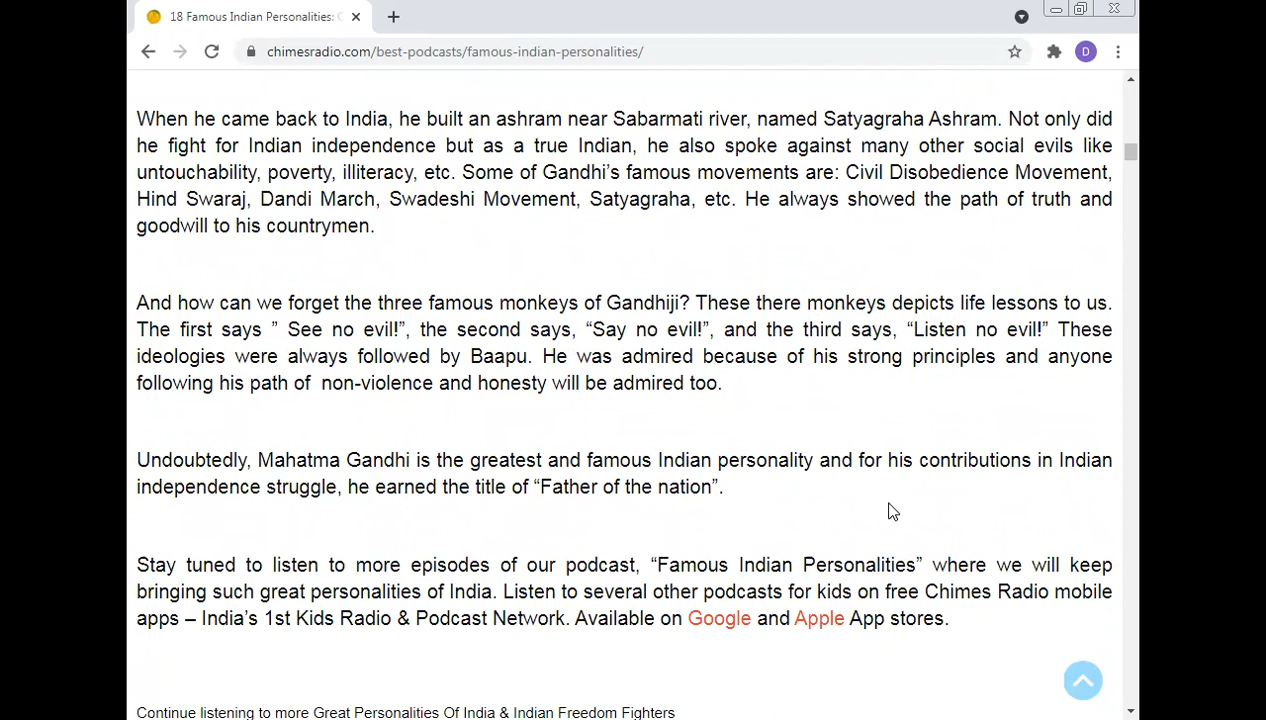 18 Famous Indian Personalities:
chimesradio.com/best-podcasts/famous-indian-personalities/
D
When he came back to India, he built an ashram near Sabarmati river, named Satyagraha Ashram. Not only did
he fight for Indian independence but as a true Indian, he also spoke against many other social evils like
untouchability, poverty, illiteracy, etc. Some of Gandhi’s famous movements are: Civil Disobedience Movement,
Hind Swaraj, Dandi March, Swadeshi Movement, Satyagraha, etc. He always showed the path of truth and
goodwill to his countrymen.
And how can we forget the three famous monkeys of Gandhiji? These there monkeys depicts life lessons to us.
The first says ” See no evil!”, the second says, “Say no evil!”, and the third says, “Listen no evil!” These
ideologies were always followed by Baapu. He was admired because of his strong principles and anyone
following his path of  non-violence and honesty will be admired too.
Undoubtedly, Mahatma Gandhi is the greatest and famous Indian personality and for his contributions in Indian
independence struggle, he earned the title of “Father of the nation”.
Stay tuned to listen to more episodes of our podcast, “Famous Indian Personalities” where we will keep
bringing such great personalities of India. Listen to several other podcasts for kids on free Chimes Radio mobile
apps – India’s 1st Kids Radio & Podcast Network. Available on Google and Apple App stores.
Continue listening to more Great Personalities Of India & Indian Freedom Fighters